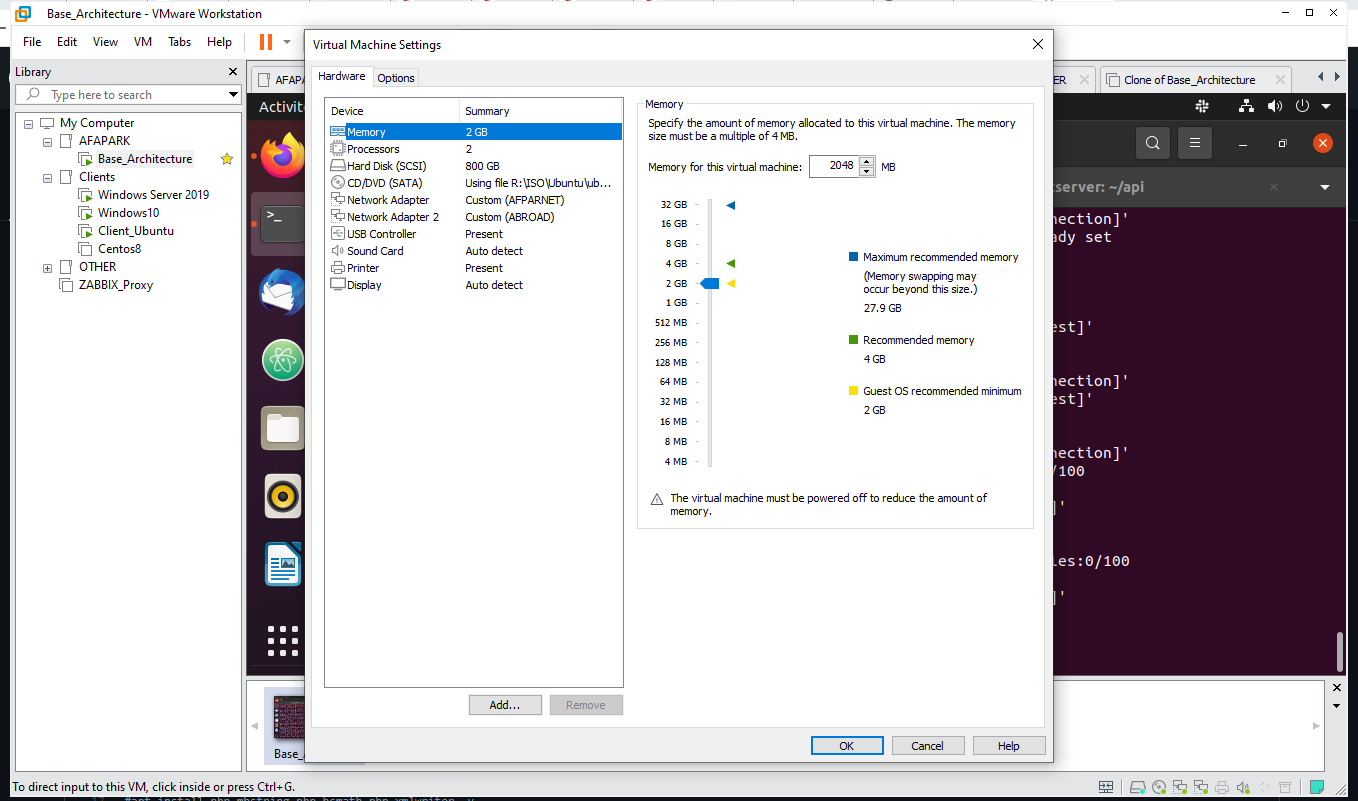 Base_Architecture - VMware Workstation
File Edit View VM Tabs Help
Library
Type here to search
My Computer
AFAPARK
Base_Architecture
Clients
Windows Server 2019
Windows10
Client_Ubuntu
Centos8
OTHER
ZABBIX_Proxy
AFAPA
ER
Clone of Base_Architecture
Activit
Virtual Machine Settings
Hardware Options
Device Summary
Memory 2 GB
Processors 2
Hard Disk (SCSI) 800 GB
CD/DVD (SATA) Using file R:\ISO\Ubuntu\ub...
Network Adapter Custom (AFPARNET)
Network Adapter 2 Custom (ABROAD)
USB Controller Present
Sound Card Auto detect
Printer Present
Display Auto detect
Add... Remove
Memory
Specify the amount of memory allocated to this virtual machine. The memory
size must be a multiple of 4 MB.
Memory for this virtual machine: 2048 MB
32 GB
16 GB
8 GB
4 GB
2 GB
1 GB
512 MB
256 MB
128 MB
64 MB
32 MB
16 MB
8 MB
4 MB
Maximum recommended memory
(Memory swapping may
occur beyond this size.)
27.9 GB
Recommended memory
4 GB
Guest OS recommended minimum
2 GB
The virtual machine must be powered off to reduce the amount of
memory.
OK Cancel Help
tserver: ~/api
nection]'
ady set
est]'
nection]'
est]'
nection]'
/100
]'
ies:0/100
]'
Base_
To direct input to this VM, click inside or press Ctrl+G.